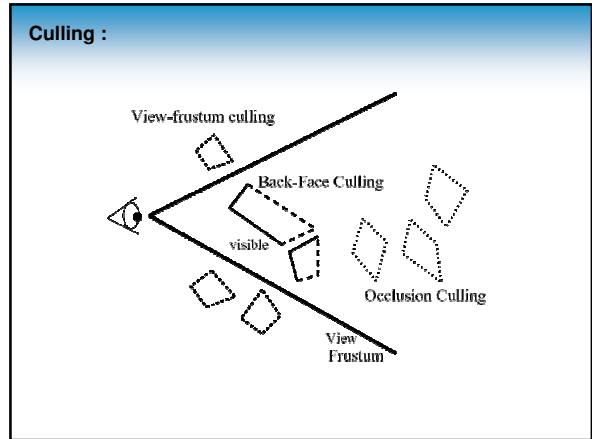 Culling :
View-frustum culling
Back-Face Culling
visible
Occlusion Culling
View
Frustum